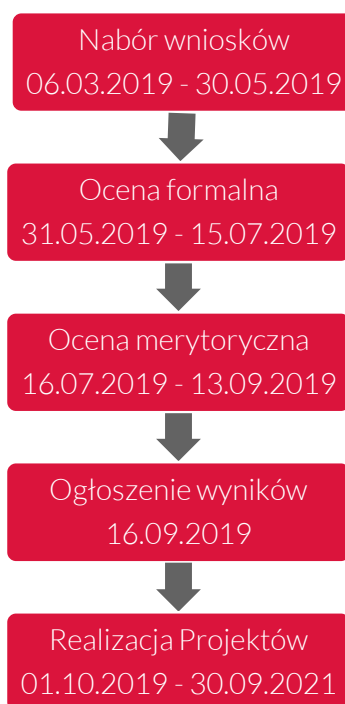 Nabór wniosków
06.03.2019 - 30.05.2019
Ocena formalna
31.05.2019 - 15.07.2019
Ocena merytoryczna
16.07.2019 - 13.09.2019
Ogłoszenie wyników
16.09.2019
Realizacja Projektów
01.10.2019 - 30.09.2021